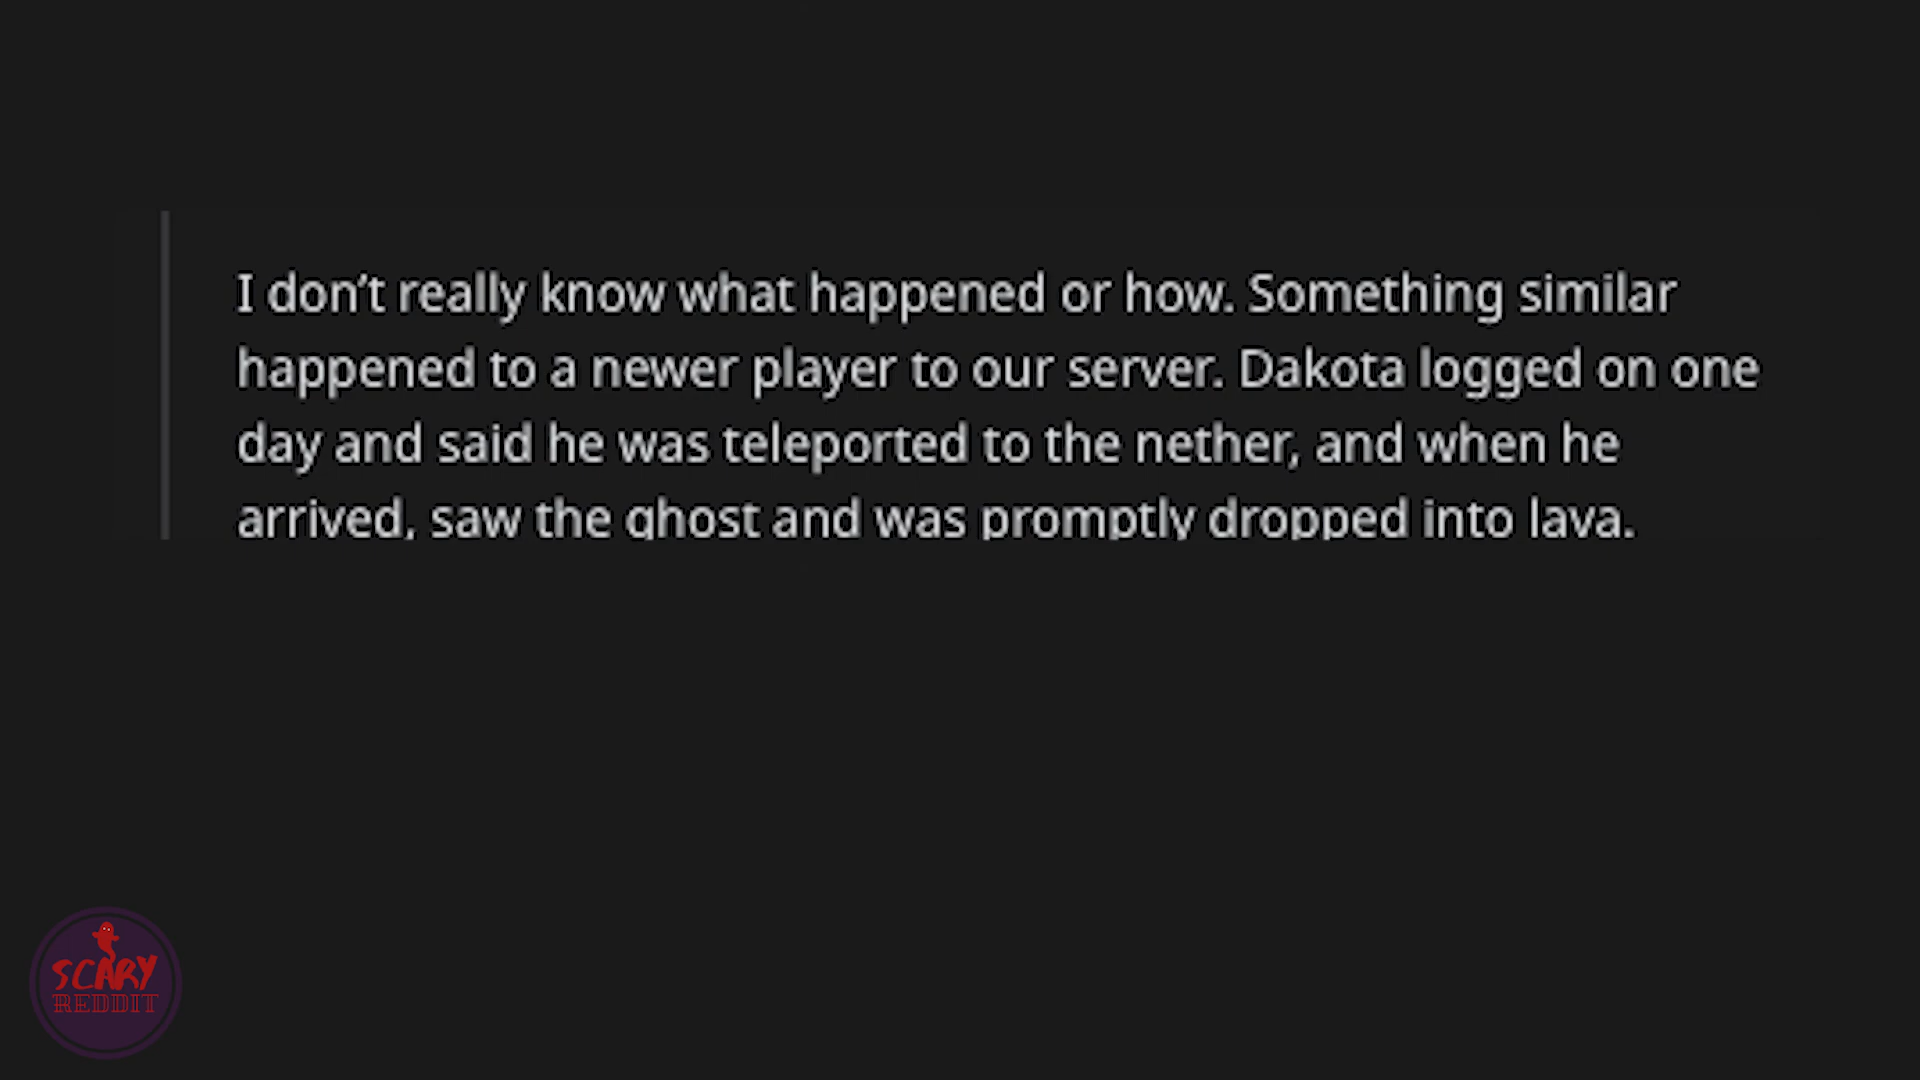 I don’t really know what happened or how. Something similar
happened to a newer player to our server. Dakota logged on one
day and said he was teleported to the nether, and when he
arrived, saw the ghost and was promptly dropped into lava.
SCARY
REDDIT